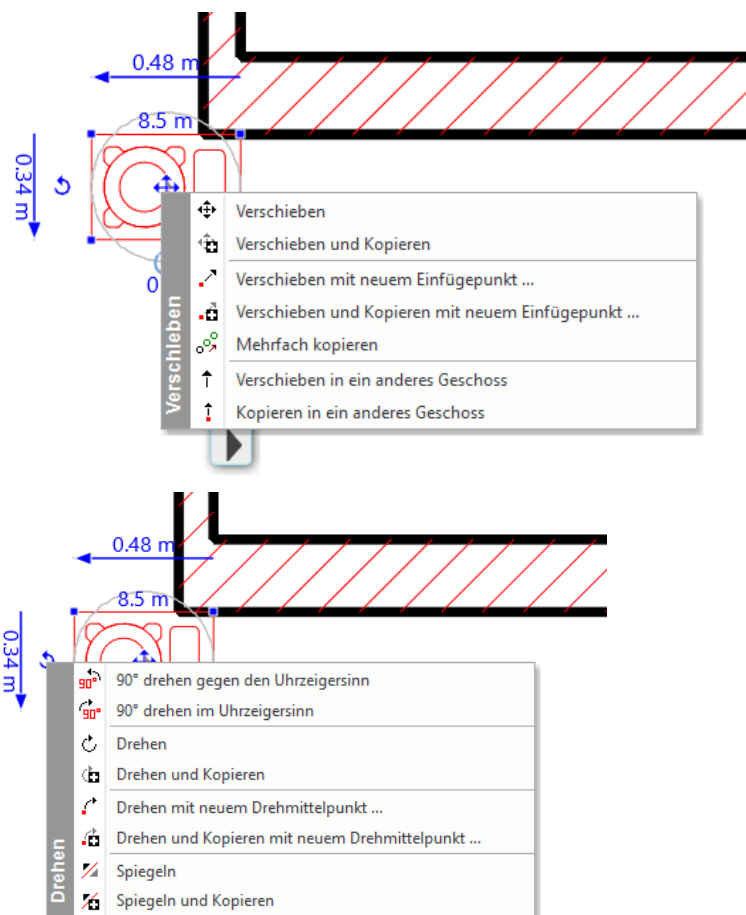 0.48 m
8.5 m
0.34 m
0
Verschieben
Verschieben
Verschieben und Kopieren
Verschieben mit neuem Einfügepunkt ...
Verschieben und Kopieren mit neuem Einfügepunkt ...
Mehrfach kopieren
Verschieben in ein anderes Geschoss
Kopieren in ein anderes Geschoss
0.48 m
8.5 m
0.34 m
Drehen
90° 90° drehen gegen den Uhrzeigersinn
90° 90° drehen im Uhrzeigersinn
Drehen
Drehen und Kopieren
Drehen mit neuem Drehmittelpunkt ...
Drehen und Kopieren mit neuem Drehmittelpunkt ...
Spiegeln
Spiegeln und Kopieren